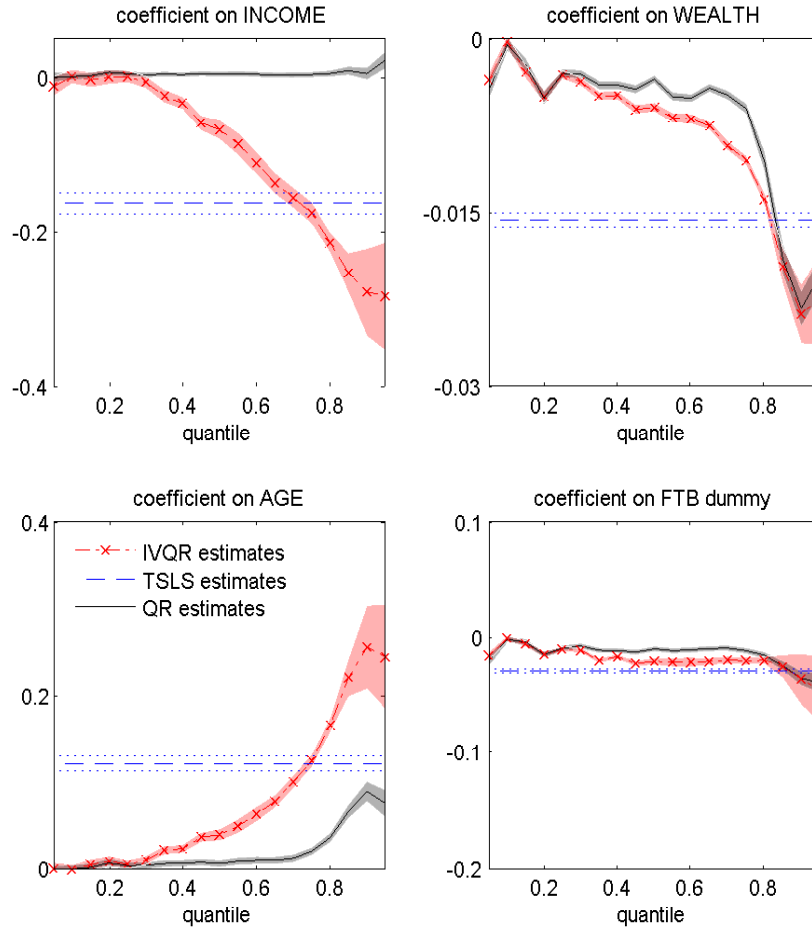 coefficient on INCOME
0
-0.2
-0.4
0.2 0.4 0.6 0.8
quantile
coefficient on WEALTH
0
-0.015
-0.03
0.2 0.4 0.6 0.8
quantile
coefficient on AGE
0.4
0.2
0
IVQR estimates
TSLS estimates
QR estimates
0.2 0.4 0.6 0.8
quantile
coefficient on FTB dummy
0.1
0
-0.1
-0.2
0.2 0.4 0.6 0.8
quantile